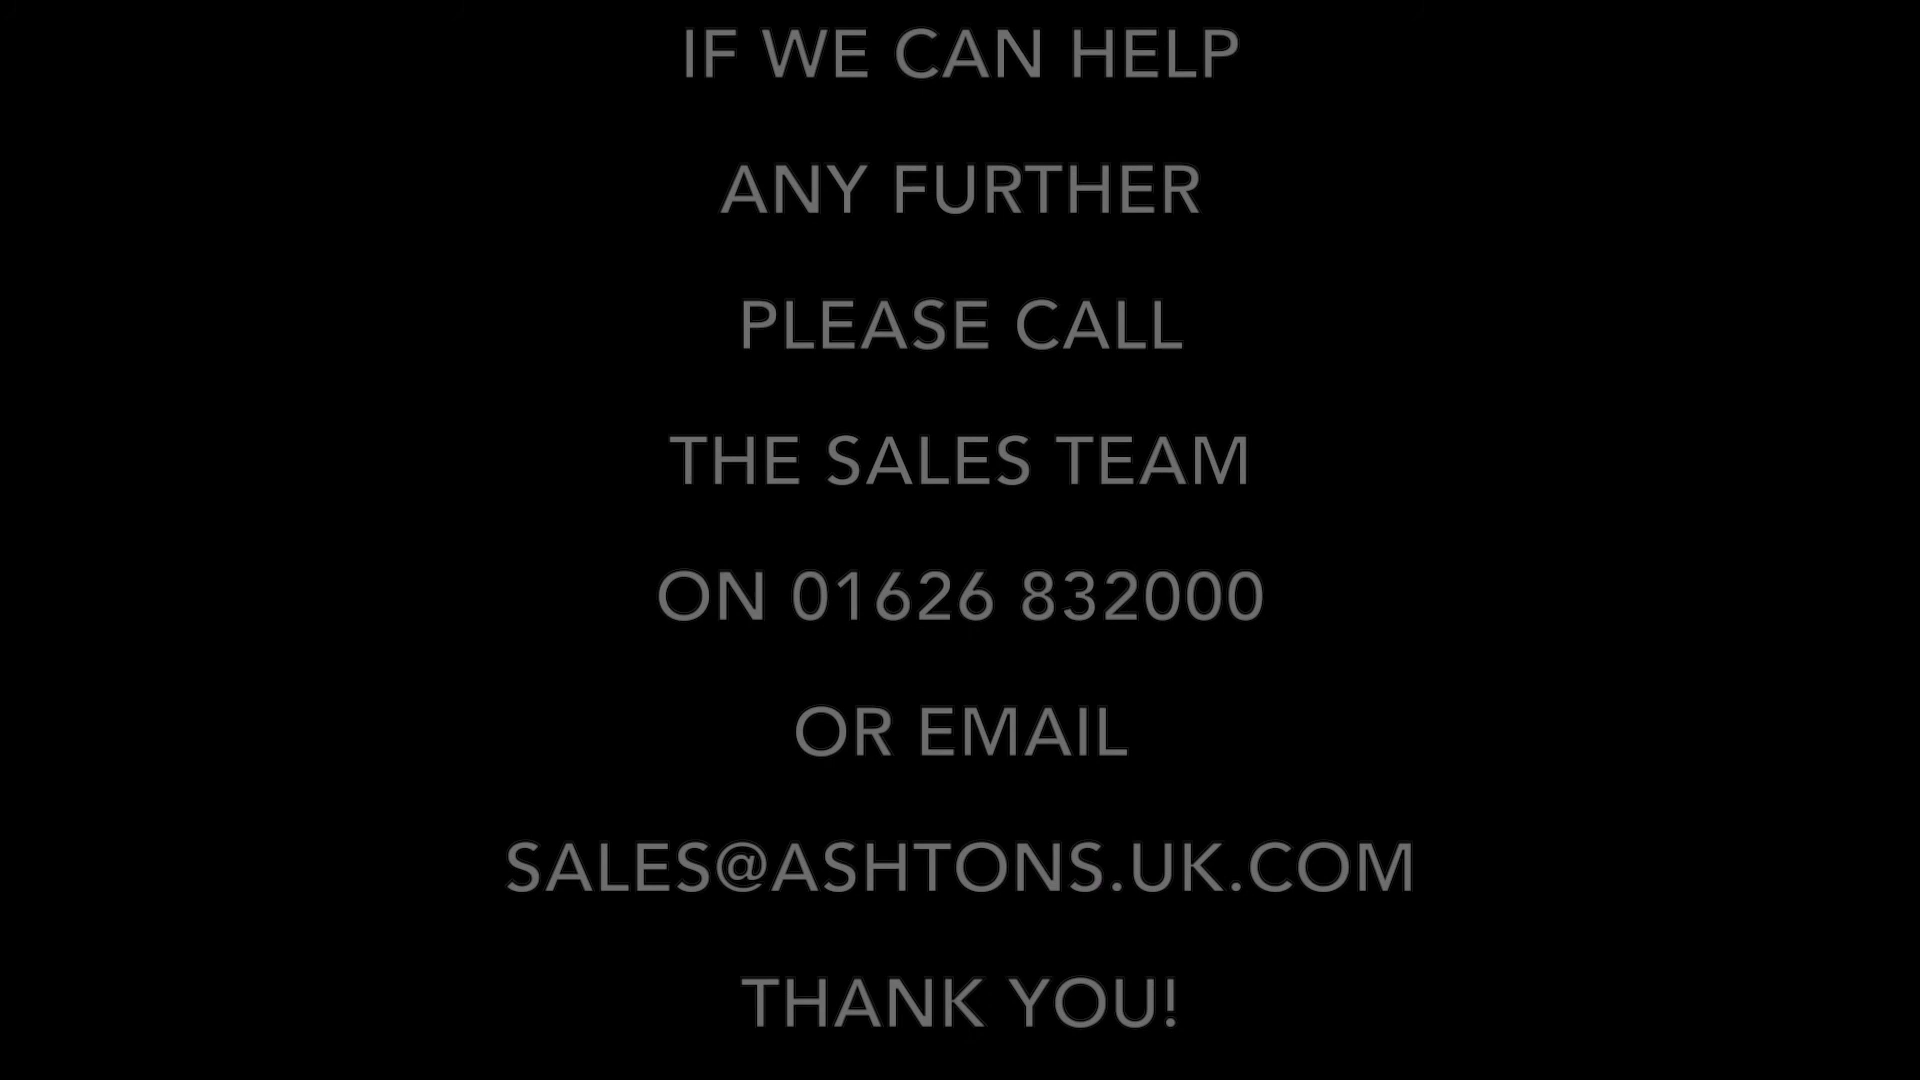 IF WE CAN HELP
ANY FURTHER
PLEASE CALL
THE SALES TEAM
ON 01626 832000
OR EMAIL
SALES@ASHTONS.UK.COM
THANK YOU!